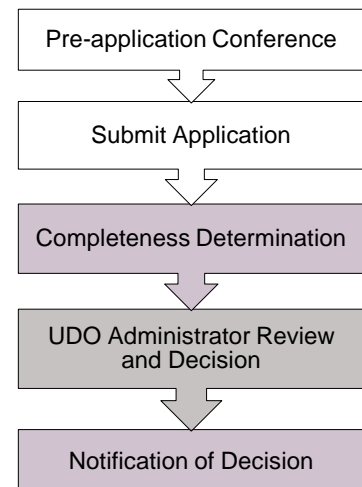 Pre-application Conference
Submit Application
Completeness Determination
UDO Administrator Review
and Decision
Notification of Decision